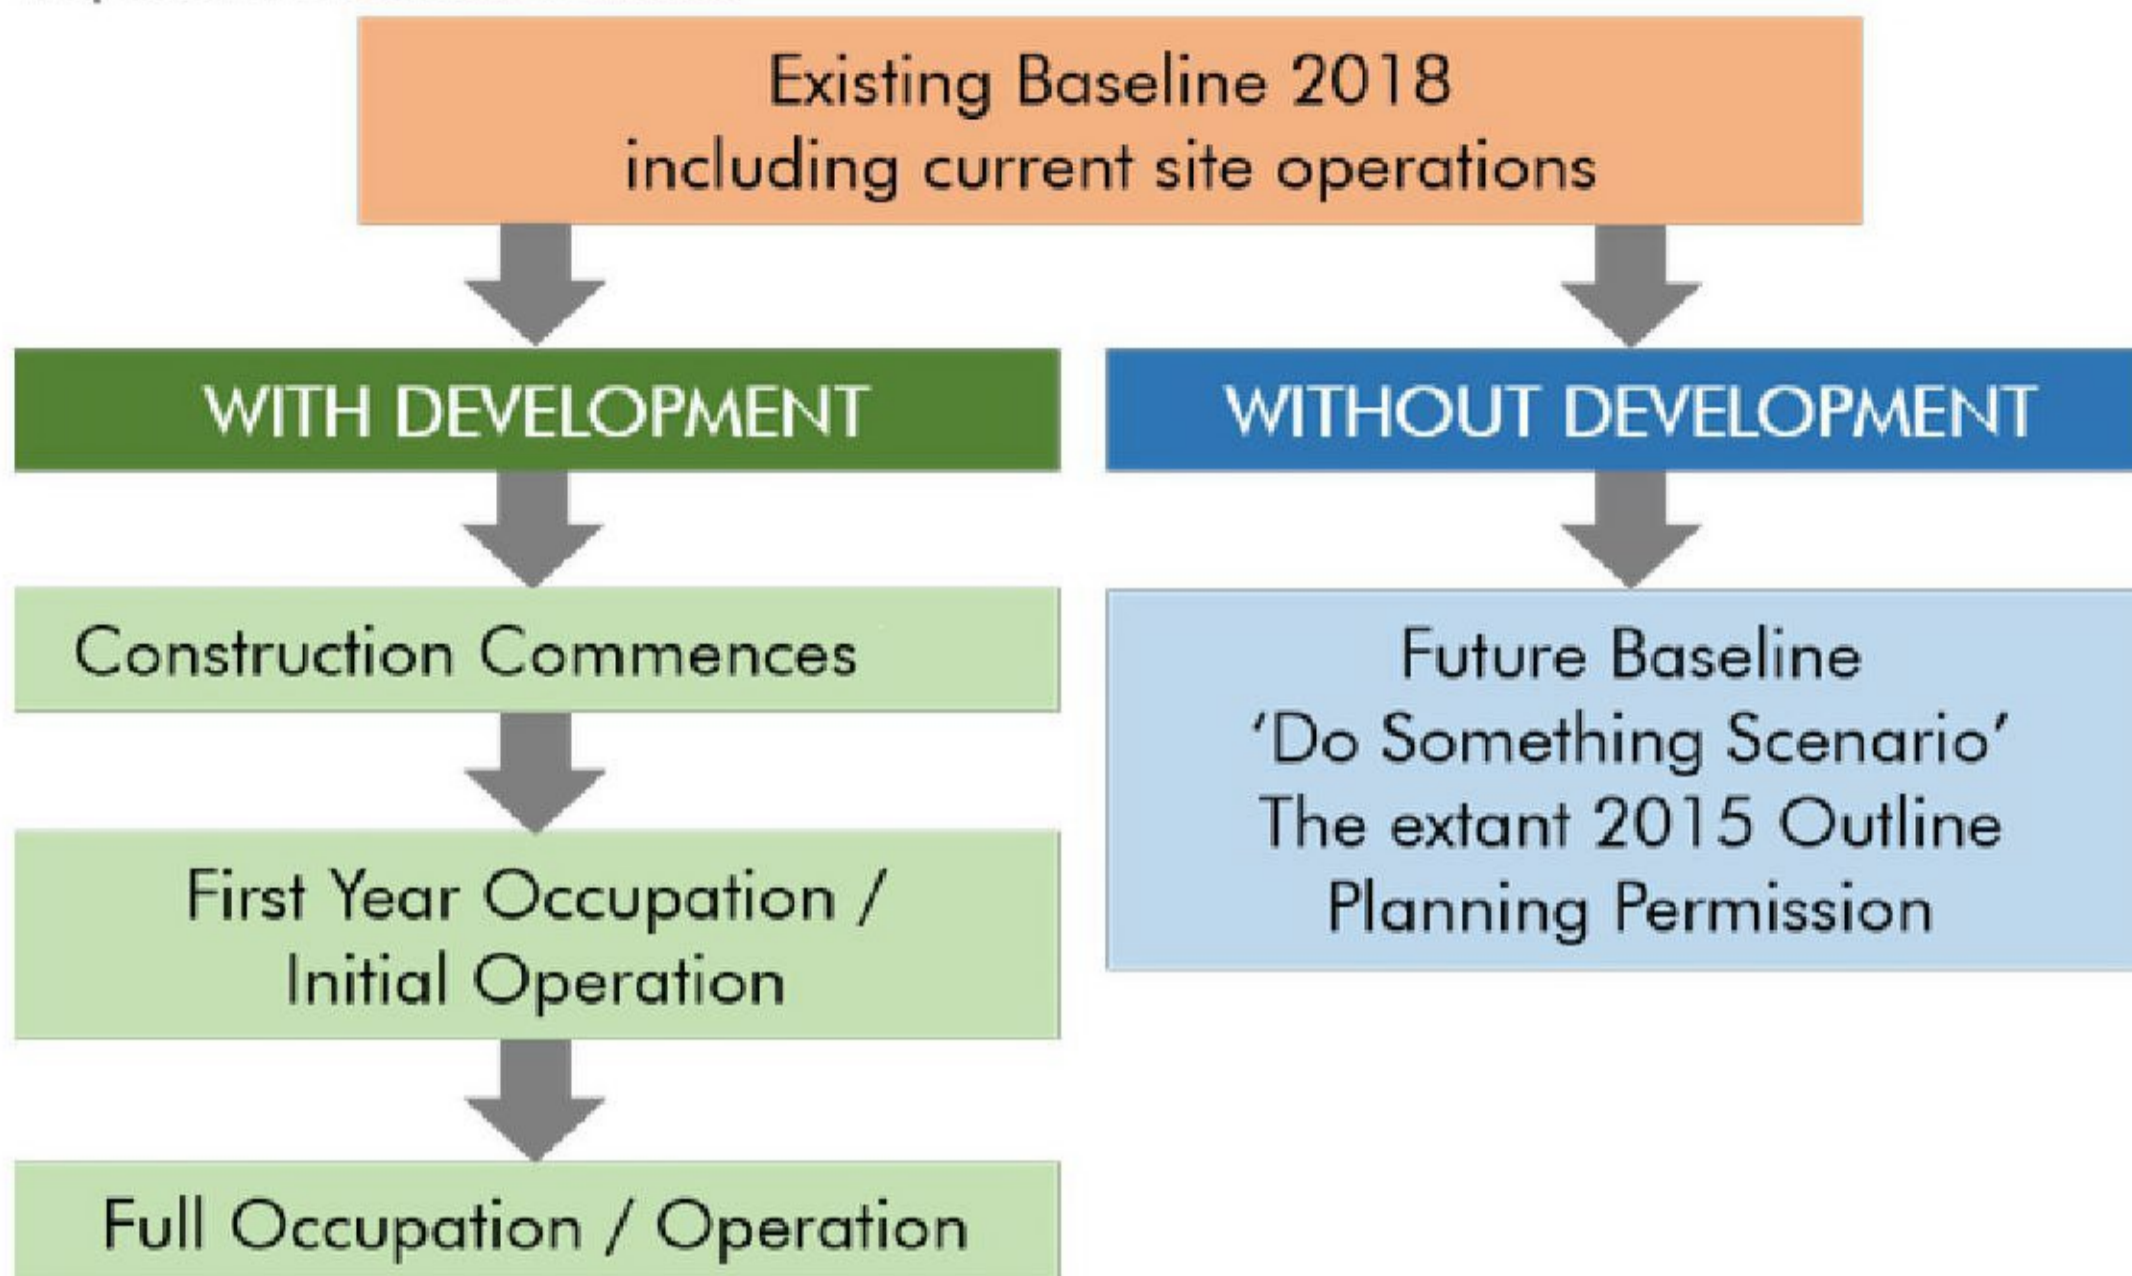 Existing Baseline 2018
including current site operations
WITH DEVELOPMENT
WITHOUT DEVELOPMENT
Construction Commences
First Year Occupation /
Initial Operation
Full Occupation / Operation
Future Baseline
‘Do Something Scenario’
The extant 2015 Outline
Planning Permission